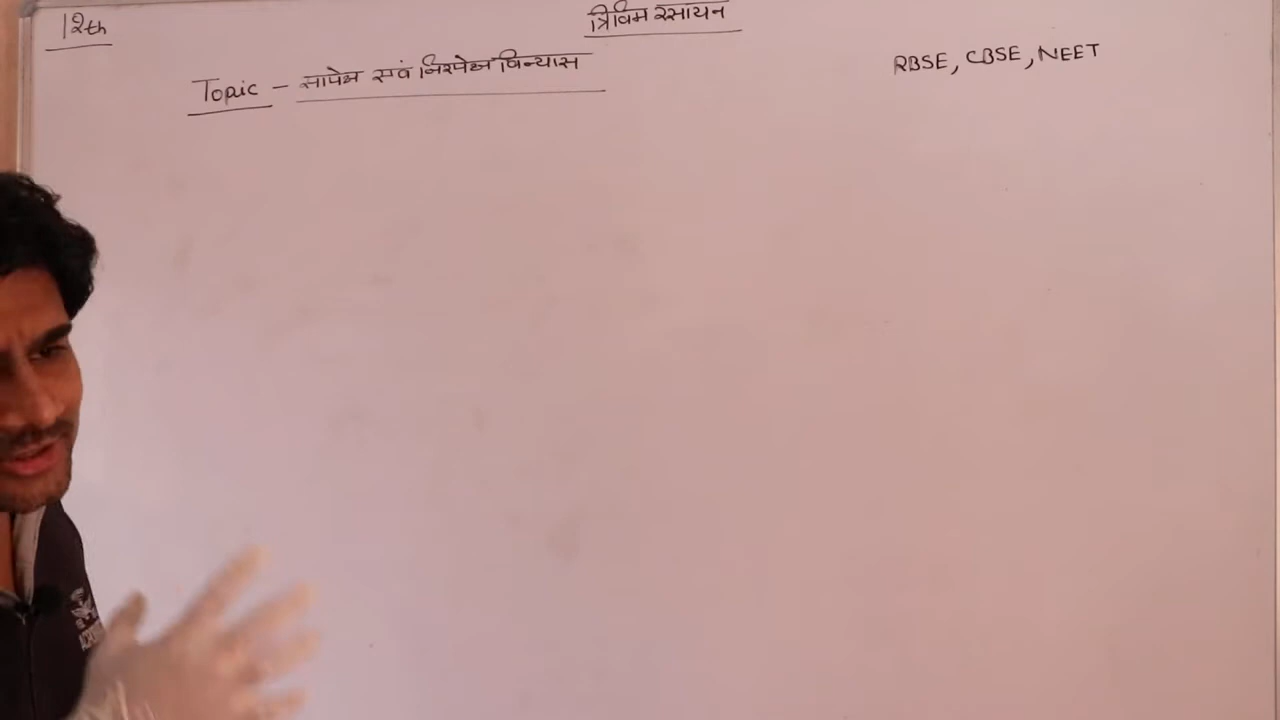 12th
त्रिविम रसायन
Topic - सापेक्ष एवं निरपेक्ष विन्यास
RBSE, CBSE, NEET